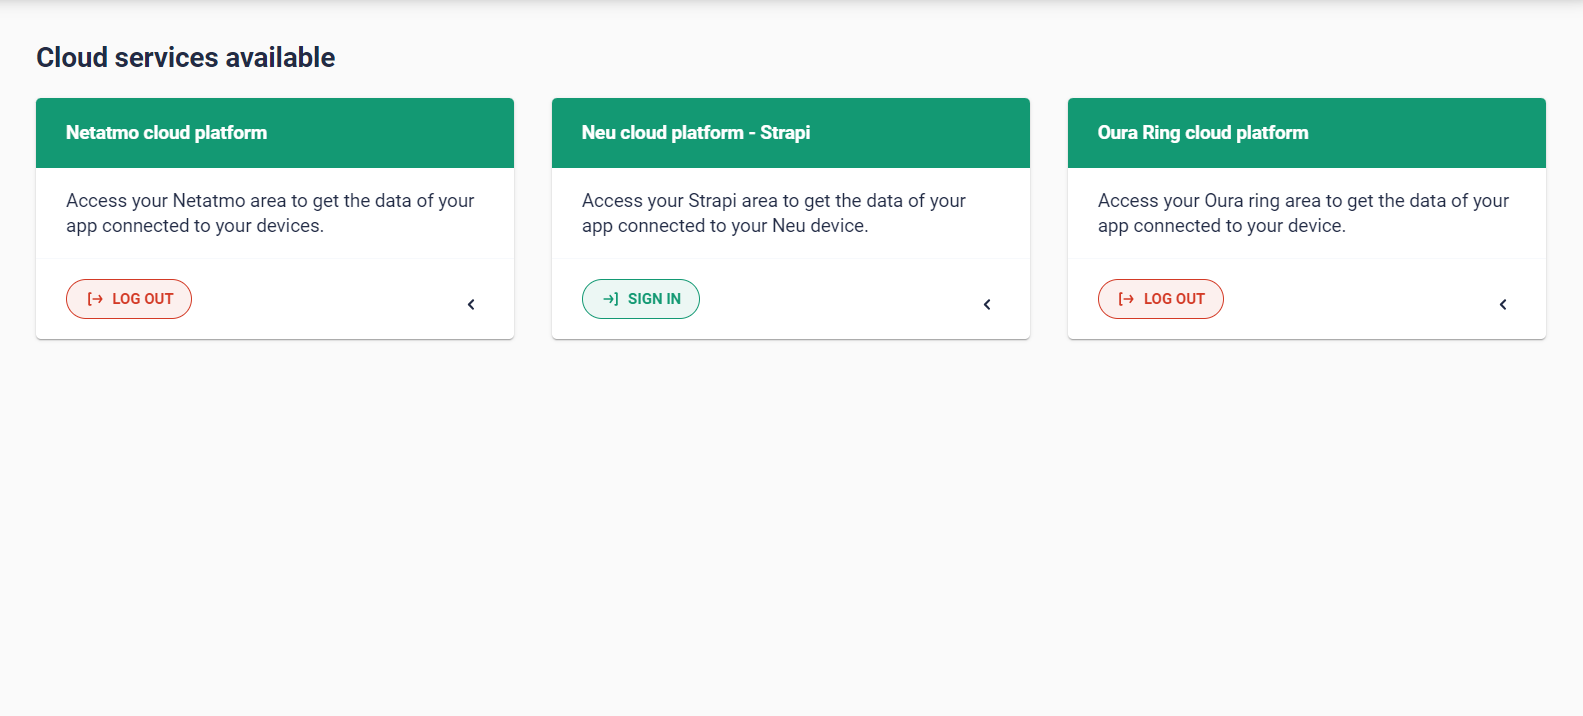 Cloud services available
Netatmo cloud platform
Access your Netatmo area to get the data of your
app connected to your devices.
LOG OUT
Neu cloud platform - Strapi
Access your Strapi area to get the data of your
app connected to your Neu device.
SIGN IN
Oura Ring cloud platform
Access your Oura ring area to get the data of your
app connected to your device.
LOG OUT